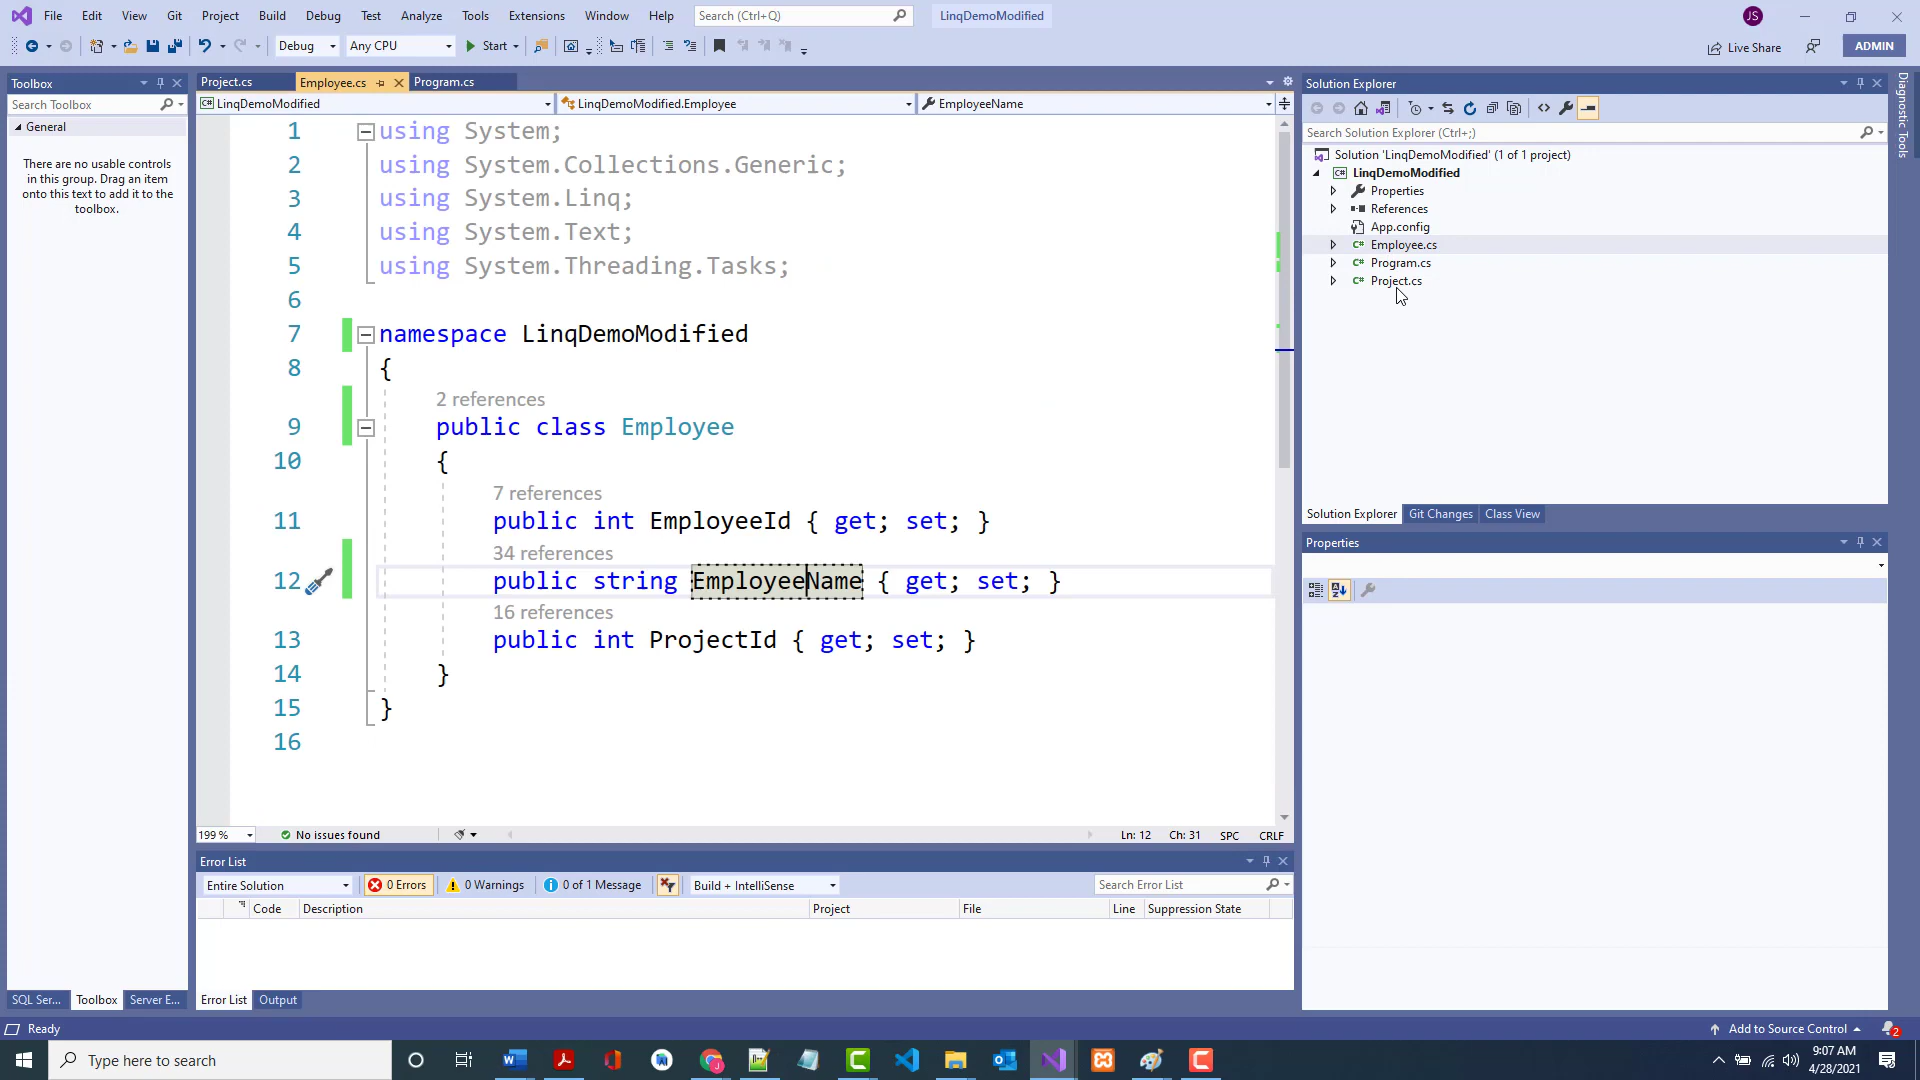 File Edit View Git Project Build Debug Test Analyze Tools Extensions Window Help Search (Ctrl+Q) LinqDemoModified JS
Debug Any CPU Start Live Share ADMIN
Toolbox
Search Toolbox
General
There are no usable controls
in this group. Drag an item
onto this text to add it to the
toolbox.
SQL Ser... Toolbox Server E...
Project.cs Employee.cs Program.cs
LinqDemoModified LinqDemoModified.Employee EmployeeName
1 using System;
2 using System.Collections.Generic;
3 using System.Linq;
4 using System.Text;
5 using System.Threading.Tasks;
6
7 namespace LinqDemoModified
8 {
2 references
9 public class Employee
10 {
7 references
11 public int EmployeeId { get; set; }
34 references
12 public string EmployeeName { get; set; }
16 references
13 public int ProjectId { get; set; }
14 }
15 }
16
199 % No issues found Ln: 12 Ch: 31 SPC CRLF
Error List
Entire Solution 0 Errors 0 Warnings 0 of 1 Message Build + IntelliSense Search Error List
Code Description Project File Line Suppression State
Error List Output
Solution Explorer
Search Solution Explorer (Ctrl+;)
Solution 'LinqDemoModified' (1 of 1 project)
LinqDemoModified
Properties
References
App.config
C# Employee.cs
C# Program.cs
C# Project.cs
Solution Explorer Git Changes Class View
Properties
Diagnostic Tools
Ready Add to Source Control 2
Type here to search
9:07 AM
4/28/2021